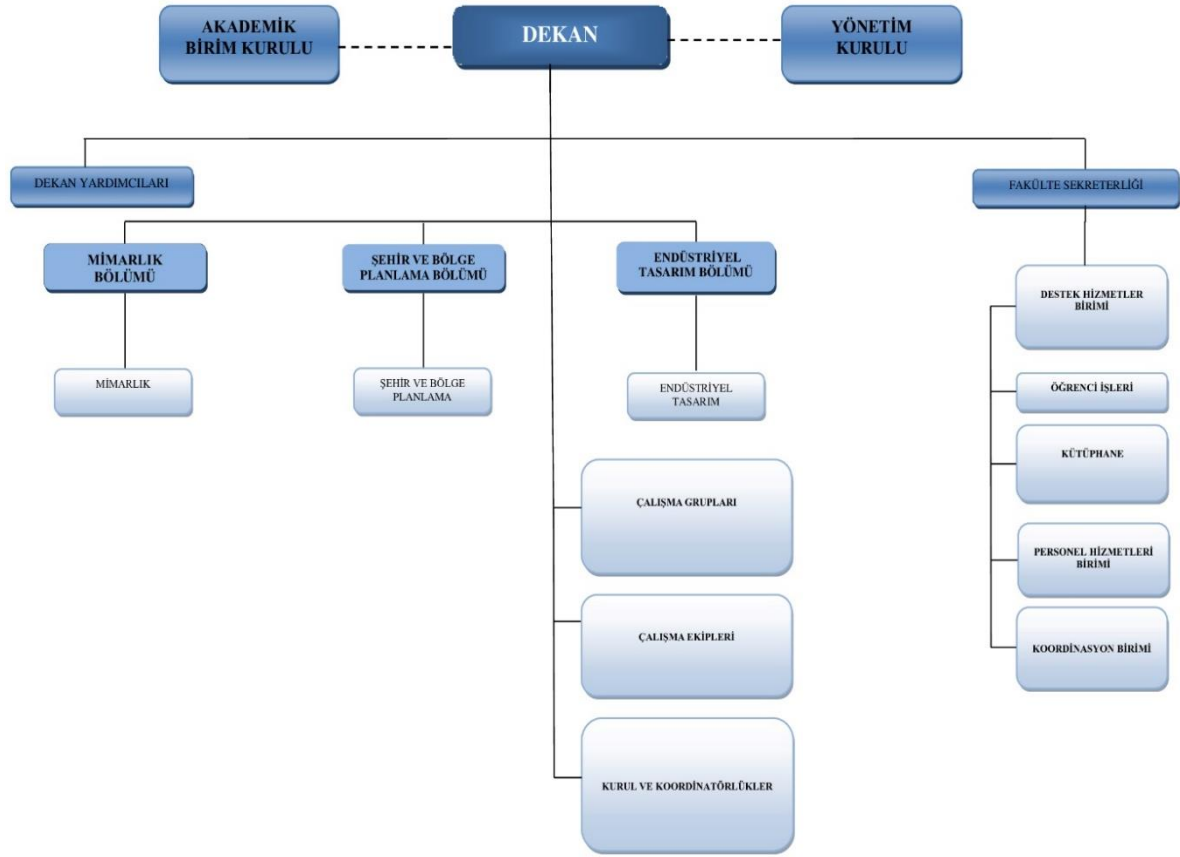 AKADEMİK
BİRİM KURULU
DEKAN
YÖNETİM
KURULU
DEKAN YARDIMCILARI
FAKÜLTE SEKRETERLİĞİ
MİMARLIK
BÖLÜMÜ
ŞEHİR VE BÖLGE
PLANLAMA BÖLÜMÜ
ENDÜSTRİYEL
TASARIM BÖLÜMÜ
MİMARLIK
ŞEHİR VE BÖLGE
PLANLAMA
ENDÜSTRİYEL
TASARIM
ÇALIŞMA GRUPLARI
ÇALIŞMA EKİPLERİ
KURUL VE KOORDİNATÖRLÜKLER
DESTEK HİZMETLER
BİRİMİ
ÖĞRENCİ İŞLERİ
KÜTÜPHANE
PERSONEL HİZMETLERİ
BİRİMİ
KOORDİNASYON BİRİMİ